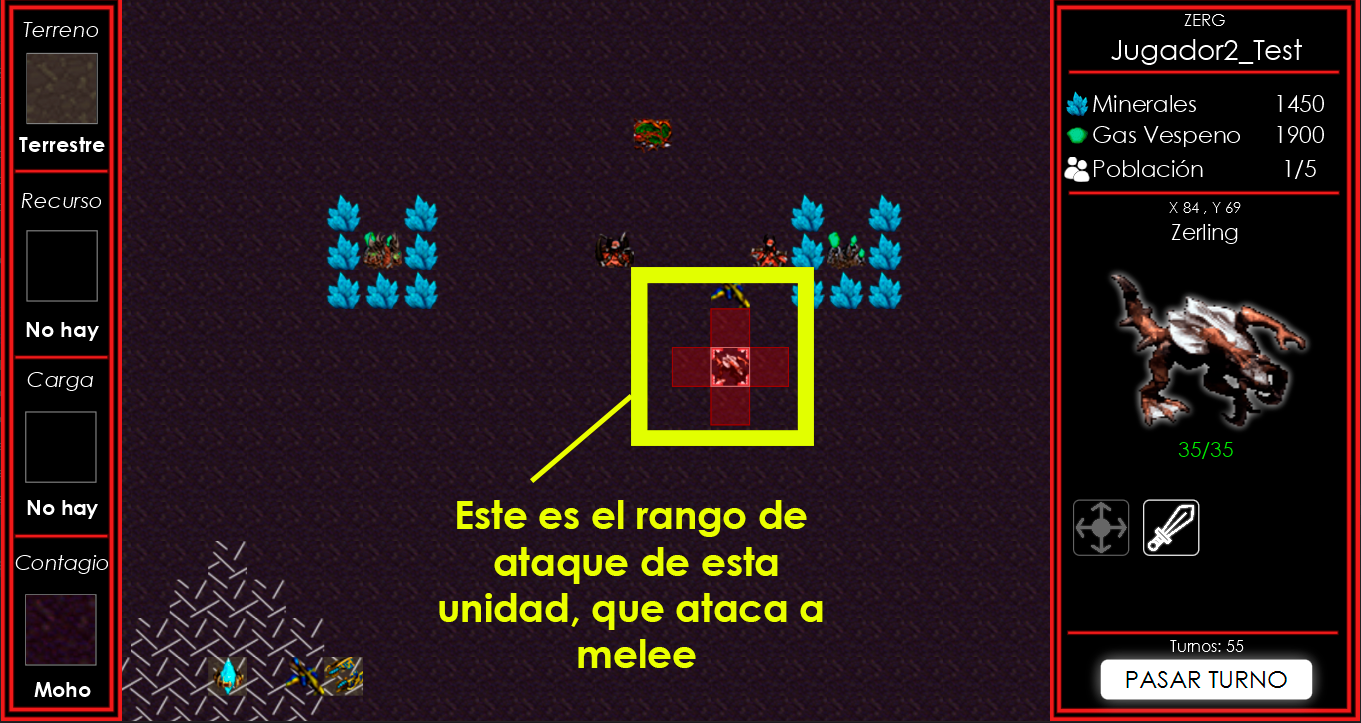 Terreno
Terrestre
Recurso
No hay
Carga
No hay
Contagio
Moho
Este es el rango de
ataque de esta
unidad, que ataca a
melee
ZERG
Jugador2_Test
Minerales 1450
Gas Vespeno 1900
Población 1/5
X 84 , Y 69
Zerling
35/35
Turnos: 55
PASAR TURNO